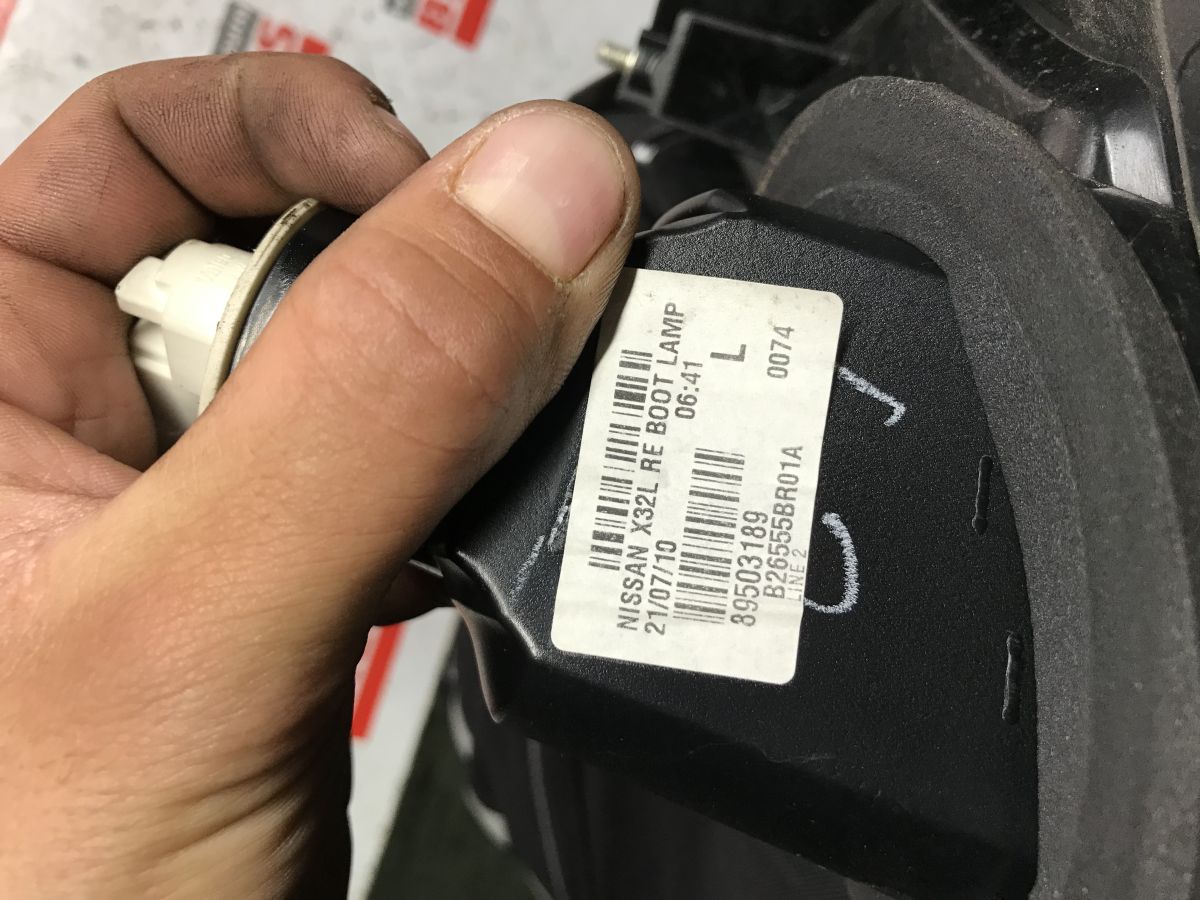 NISSAN X32L RE BOOT LAMP
21/07/10 06:41
L
89503189 0074
B26555BR01A
LINE 2